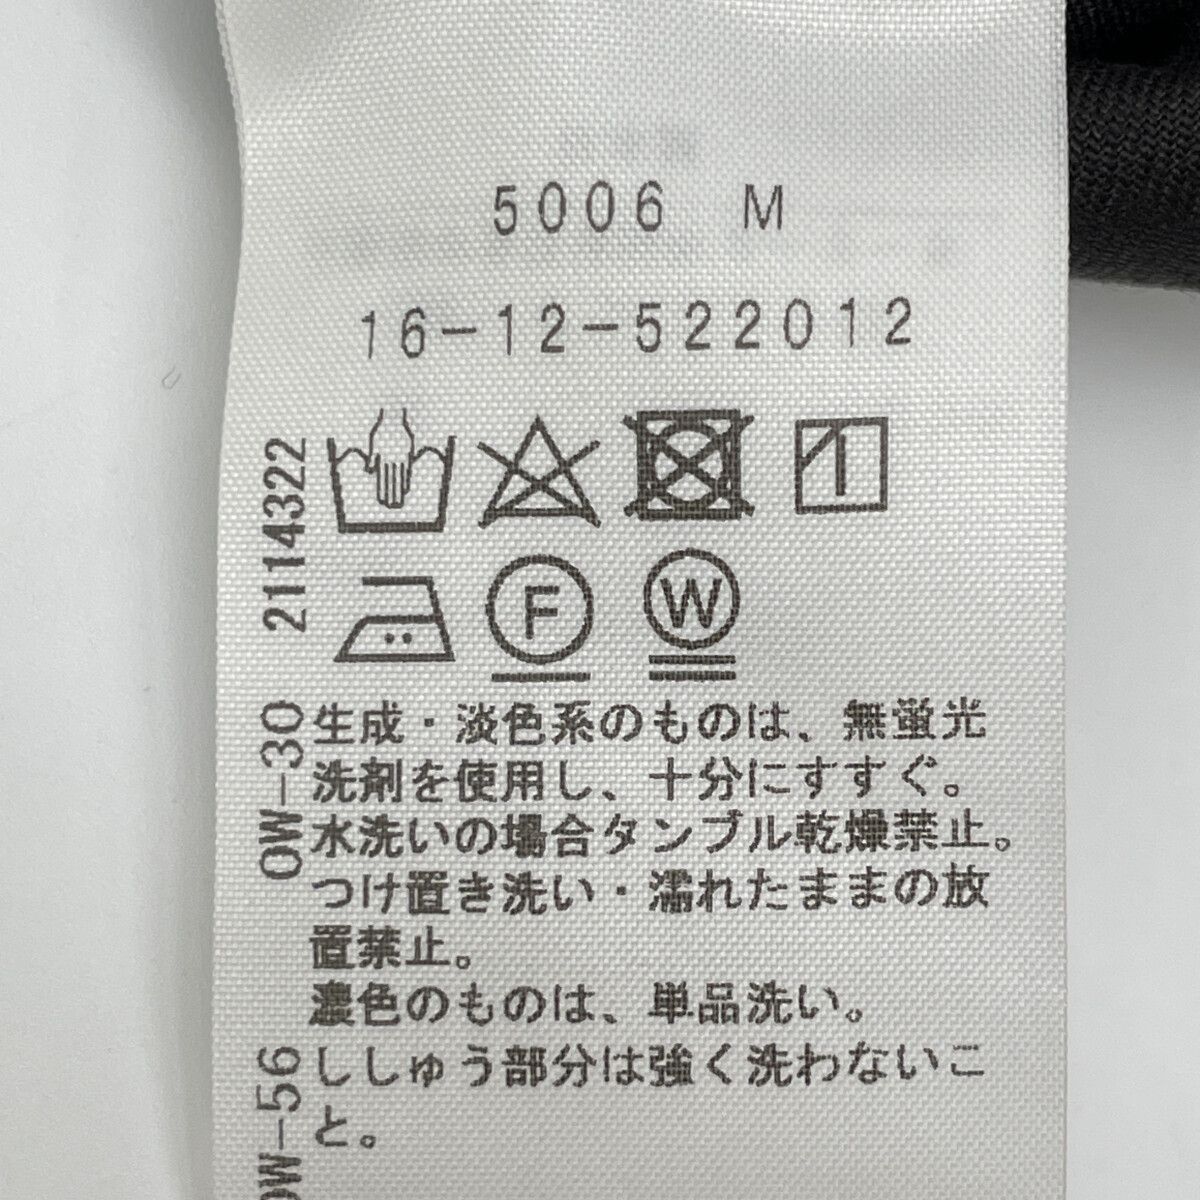 5006 M
16-12-522012
2114322
F
W
OW-30
生成・淡色系のものは、無蛍光
洗剤を使用し、十分にすすぐ。
水洗いの場合タンブル乾燥禁止。
つけ置き洗い・濡れたままの放
置禁止。
濃色のものは、単品洗い。
OW-56
ししゅう部分は強く洗わないこ
と。